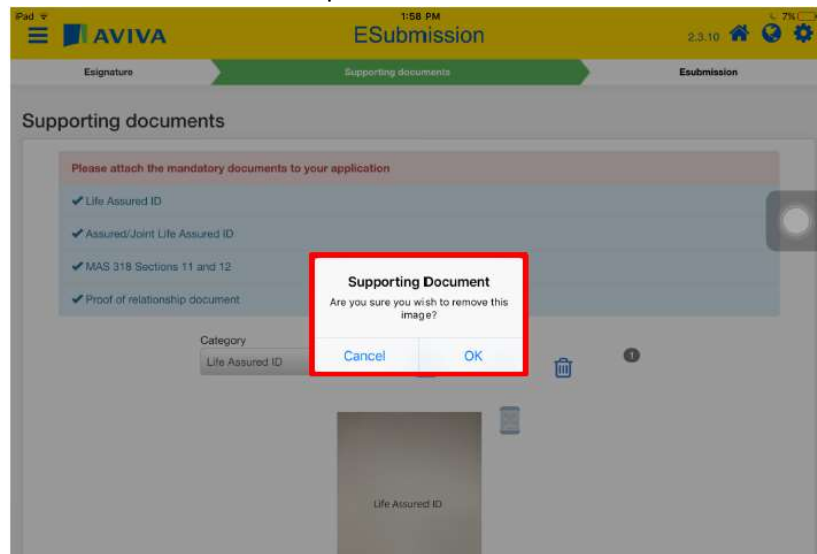 iPad
1:58 PM
7%
AVIVA
ESubmission
2.3.10
Esignature
Supporting documents
Esubmission
Supporting documents
Please attach the mandatory documents to your application
✔ Life Assured ID
✔ Assured/Joint Life Assured ID
✔ MAS 318 Sections 11 and 12
✔ Proof of relationship document
Supporting Document
Are you sure you wish to remove this
image?
Cancel
OK
Category
Life Assured ID
1
Life Assured ID